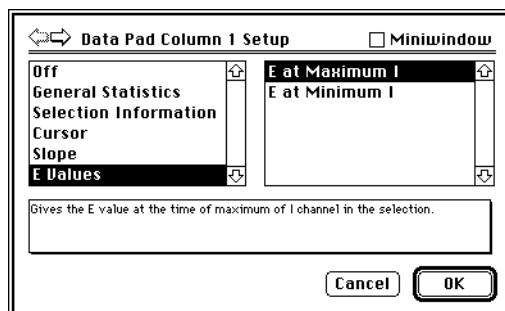 Data Pad Column 1 Setup
Miniwindow
Off
General Statistics
Selection Information
Cursor
Slope
E Values
E at Maximum I
E at Minimum I
Gives the E value at the time of maximum of I channel in the selection.
Cancel
OK